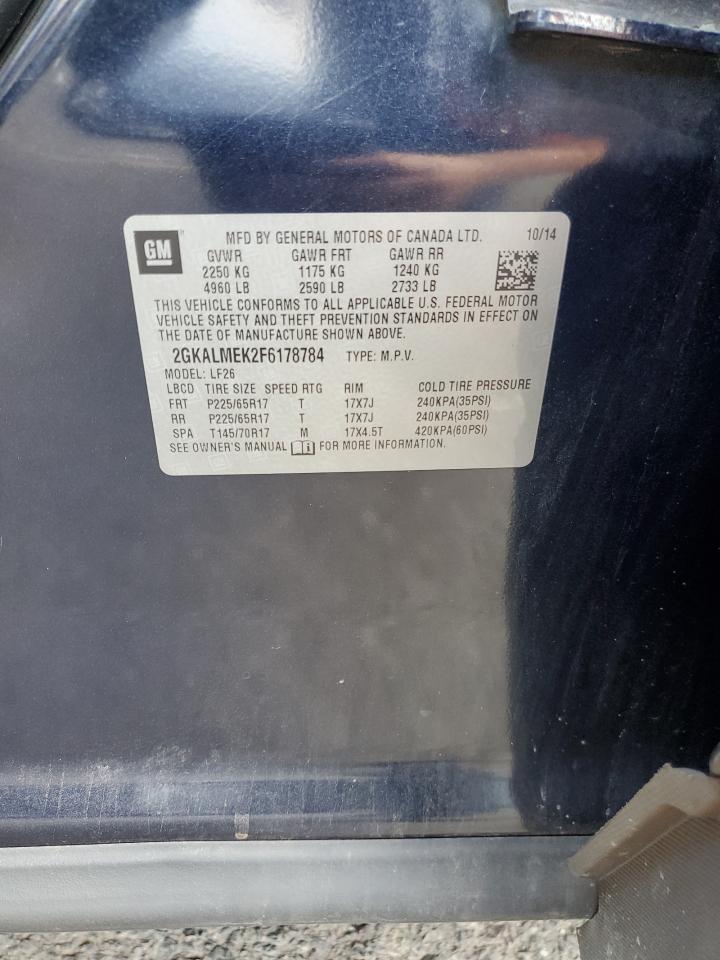 GM MFD BY GENERAL MOTORS OF CANADA LTD. 10/14
GVWR GAWR FRT GAWR RR
2250 KG 1175 KG 1240 KG
4960 LB 2590 LB 2733 LB
THIS VEHICLE CONFORMS TO ALL APPLICABLE U.S. FEDERAL MOTOR
VEHICLE SAFETY AND THEFT PREVENTION STANDARDS IN EFFECT ON
THE DATE OF MANUFACTURE SHOWN ABOVE.
2GKALMEK2F6178784 TYPE: M.P.V.
MODEL: LF26
LBCD TIRE SIZE SPEED RTG RIM COLD TIRE PRESSURE
FRT P225/65R17 T 17X7J 240KPA(35PSI)
RR P225/65R17 T 17X7J 240KPA(35PSI)
SPA T145/70R17 M 17X4.5T 420KPA(60PSI)
SEE OWNER'S MANUAL FOR MORE INFORMATION.